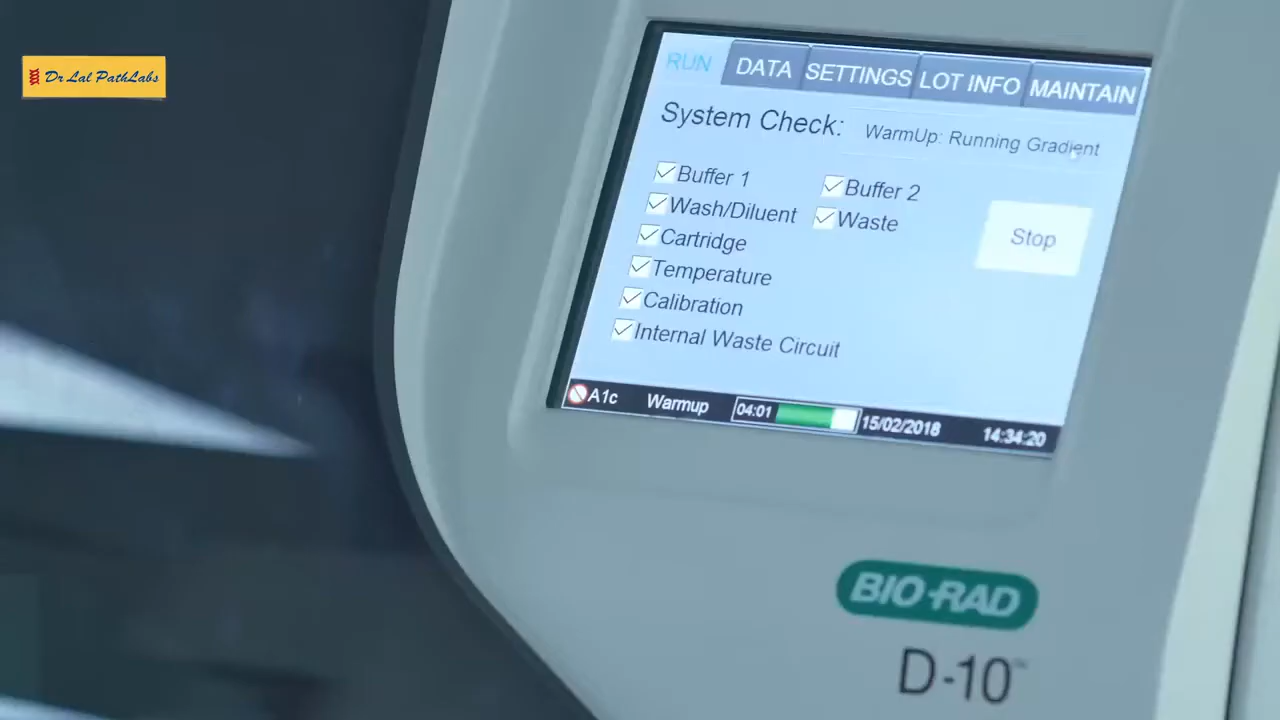 Dr Lal PathLabs
RUN DATA SETTINGS LOT INFO MAINTAIN
System Check: WarmUp: Running Gradient
Buffer 1 Buffer 2
Wash/Diluent Waste
Cartridge
Stop
Temperature
Calibration
Internal Waste Circuit
A1c Warmup 04:01 15/02/2018 14:34:20
BIO-RAD
D-10™